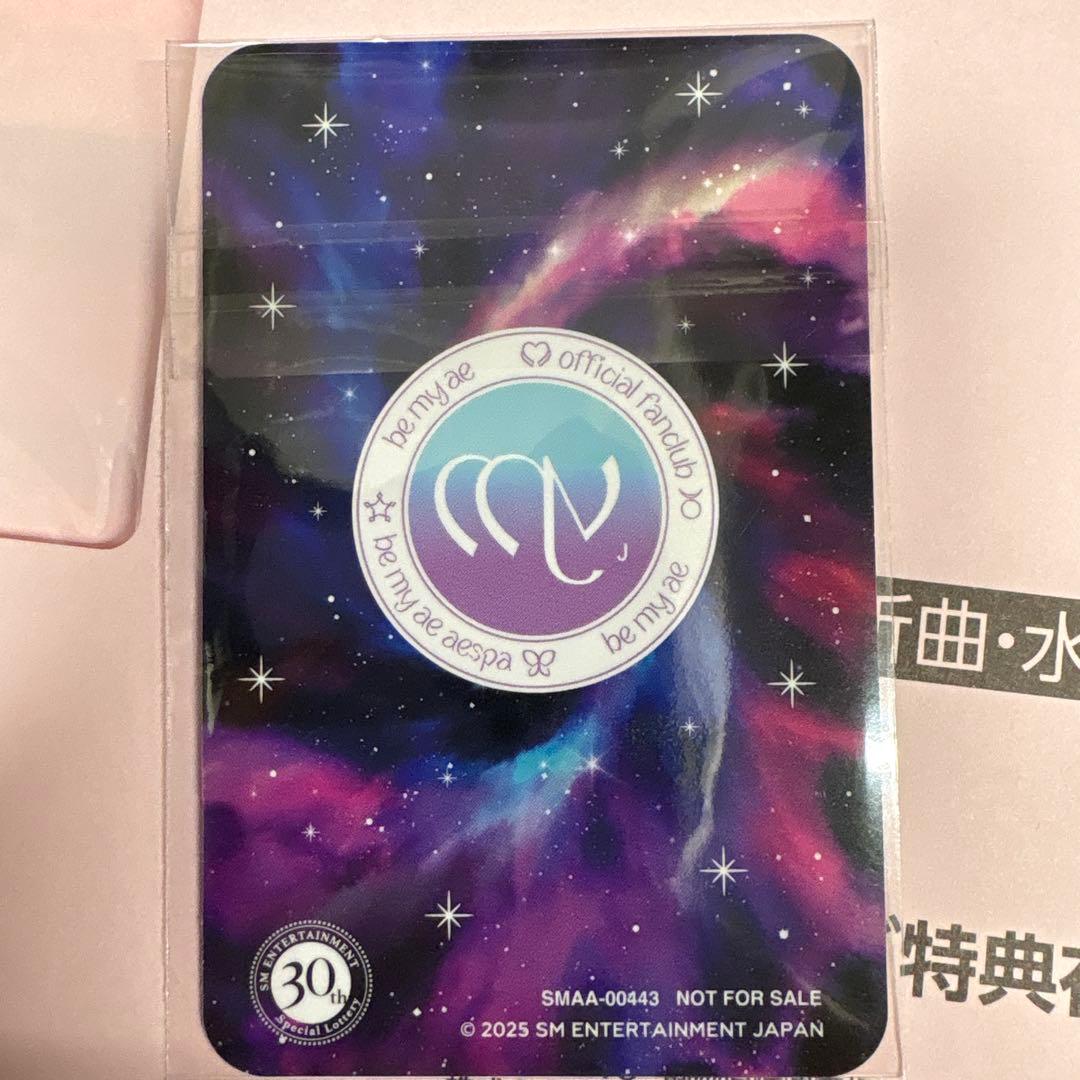 official fanclub
be my ae
be my ae aespa
be my ae
my
J
新曲・水
特典
SM ENTERTAINMENT
30th
Special Lottery
SMAA-00443 NOT FOR SALE
© 2025 SM ENTERTAINMENT JAPAN